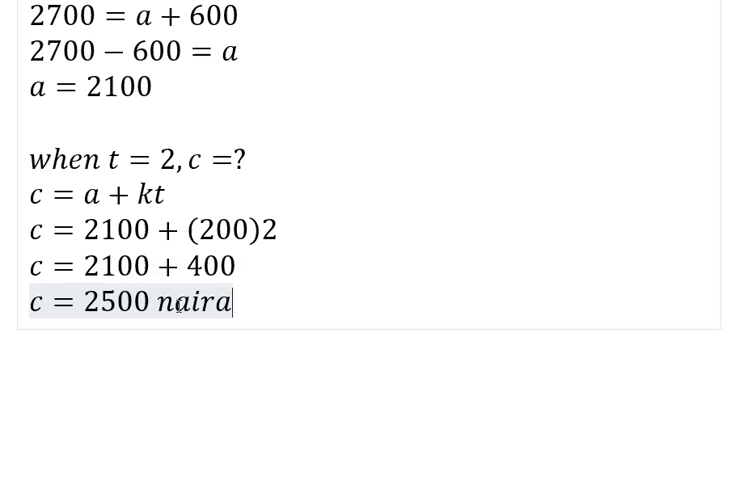 2700 = a + 600
2700 − 600 = a
a = 2100
when t = 2, c =?
c = a + kt
c = 2100 + (200)2
c = 2100 + 400
c = 2500 naira